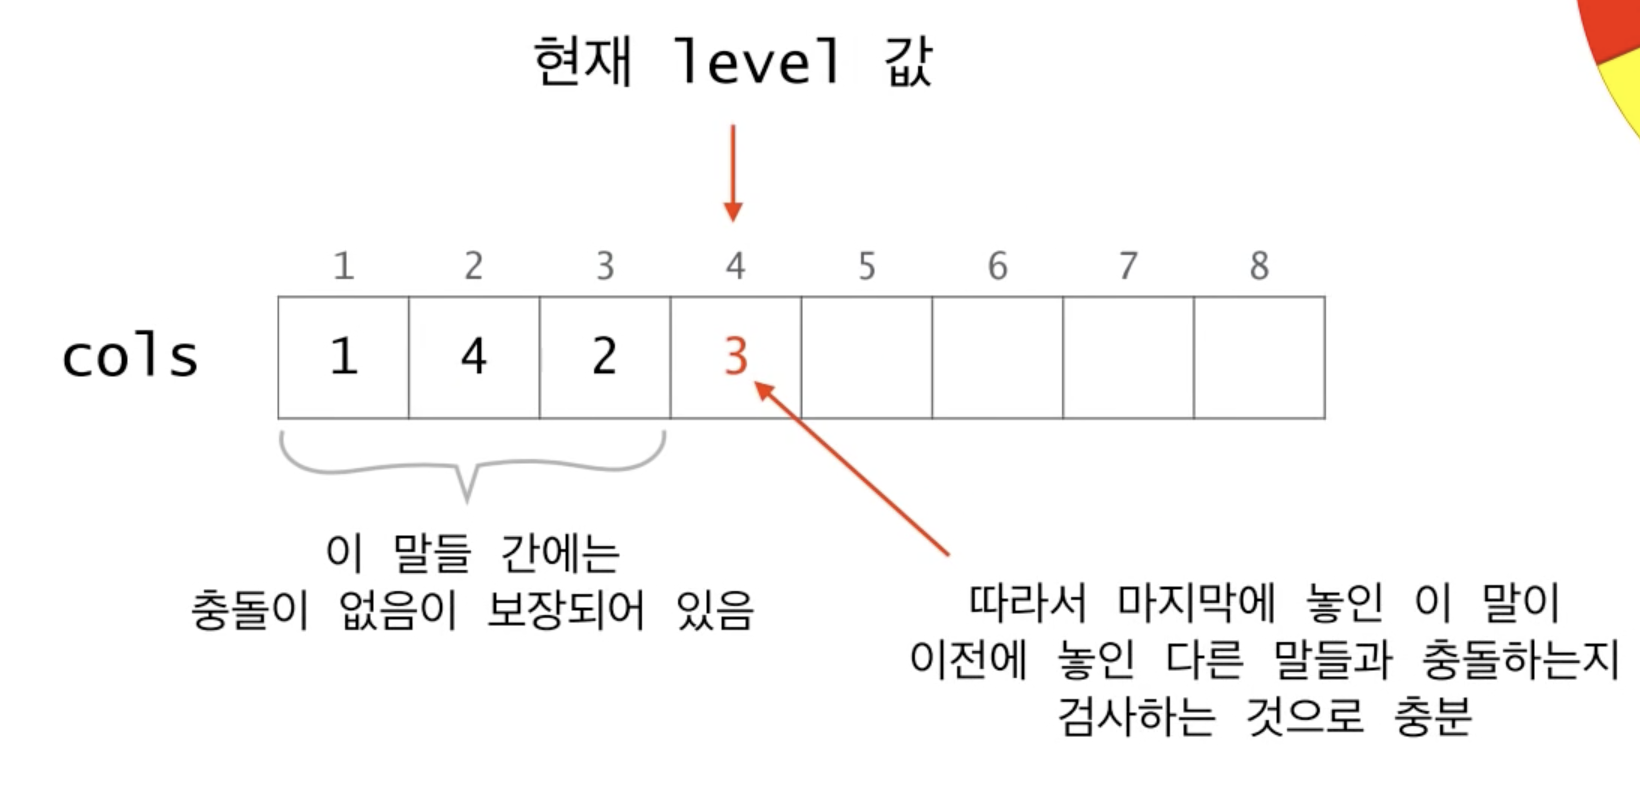 현재 level 값
1 2 3 4 5 6 7 8
cols 1 4 2 3
이 말들 간에는
충돌이 없음이 보장되어 있음
따라서 마지막에 놓인 이 말이
이전에 놓인 다른 말들과 충돌하는지
검사하는 것으로 충분